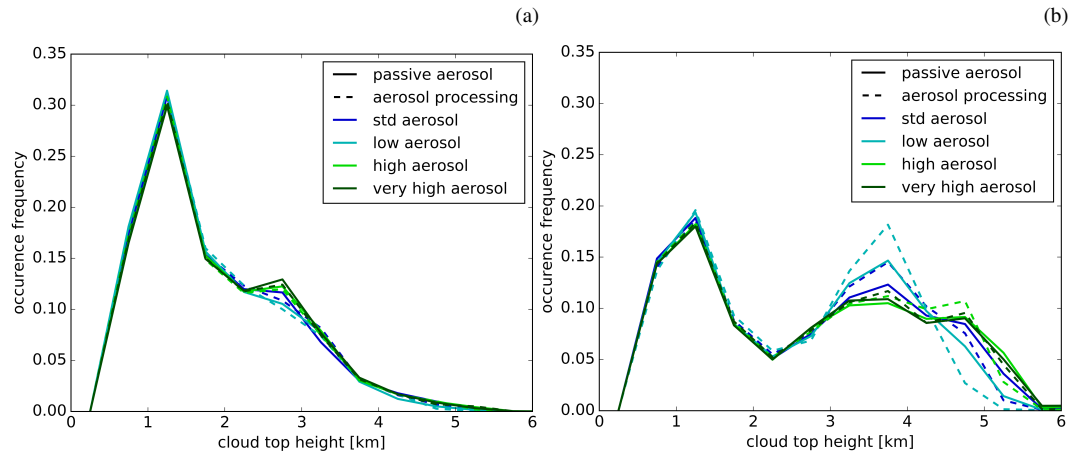 (a)
0.35
0.30
0.25
0.20
0.15
0.10
0.05
0.00
occurrence frequency
0 1 2 3 4 5 6
cloud top height [km]
passive aerosol
aerosol processing
std aerosol
low aerosol
high aerosol
very high aerosol
(b)
0.35
0.30
0.25
0.20
0.15
0.10
0.05
0.00
occurence frequency
0 1 2 3 4 5 6
cloud top height [km]
passive aerosol
aerosol processing
std aerosol
low aerosol
high aerosol
very high aerosol